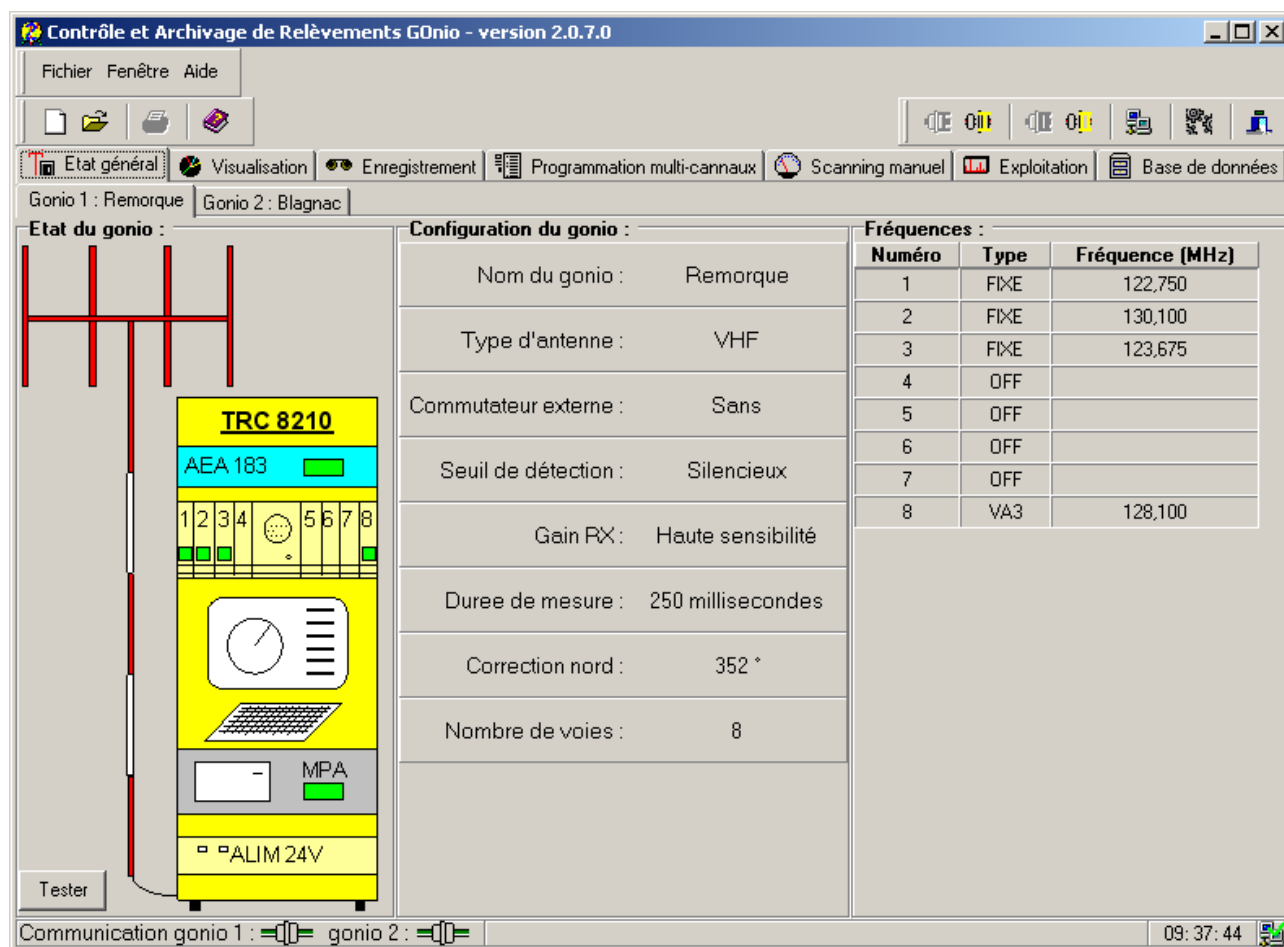 Contrôle et Archivage de Relèvements GOnio - version 2.0.7.0
Fichier Fenêtre Aide
Etat général Visualisation Enregistrement Programmation multi-cannaux Scanning manuel Exploitation Base de données
Gonio 1 : Remorque Gonio 2 : Blagnac
Etat du gonio :
TRC 8210
AEA 183
1 2 3 4 5 6 7 8
MPA
ALIM 24V
Tester
Configuration du gonio :
Nom du gonio : Remorque
Type d'antenne : VHF
Commutateur externe : Sans
Seuil de détection : Silencieux
Gain RX : Haute sensibilité
Duree de mesure : 250 millisecondes
Correction nord : 352 °
Nombre de voies : 8
Fréquences :
Numéro Type Fréquence (MHz)
1 FIXE 122,750
2 FIXE 130,100
3 FIXE 123,675
4 OFF
5 OFF
6 OFF
7 OFF
8 VA3 128,100
Communication gonio 1 : gonio 2 :
09: 37: 44